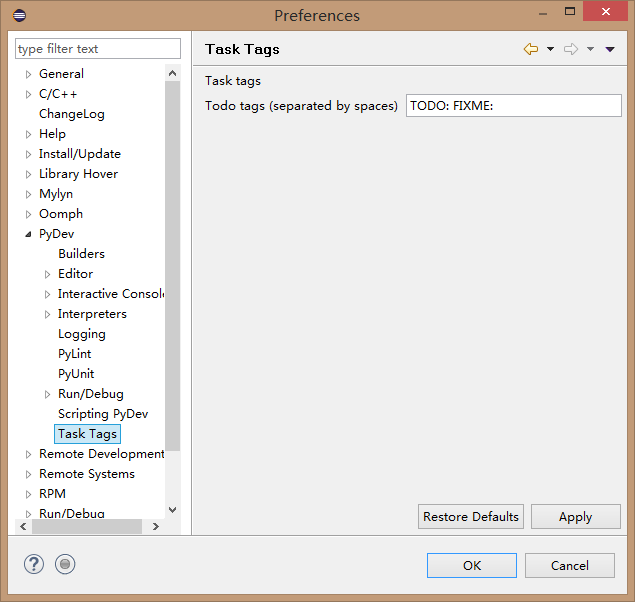 Preferences
type filter text
General
C/C++
ChangeLog
Help
Install/Update
Library Hover
Mylyn
Oomph
PyDev
Builders
Editor
Interactive Consol
Interpreters
Logging
PyLint
PyUnit
Run/Debug
Scripting PyDev
Task Tags
Remote Development
Remote Systems
RPM
Run/Debug
Task Tags
Task tags
Todo tags (separated by spaces) TODO: FIXME:
Restore Defaults Apply
? OK Cancel